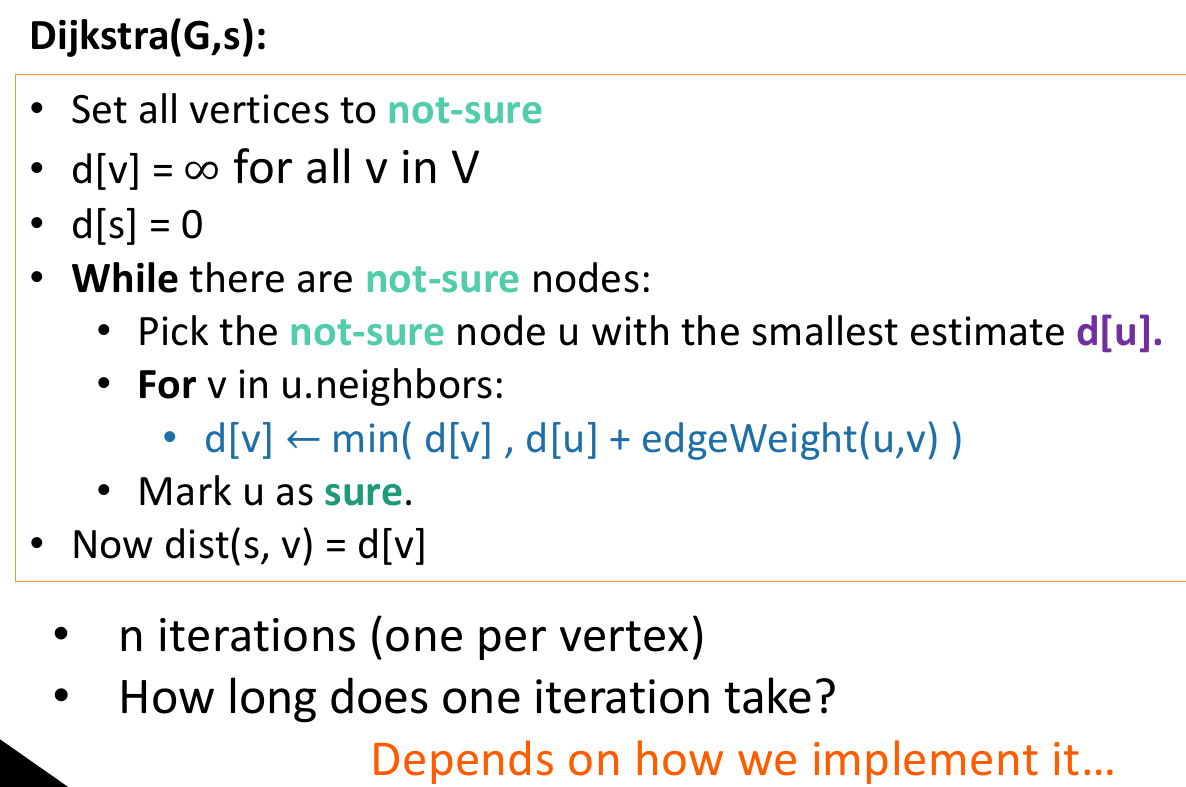 Dijkstra(G,s):
• Set all vertices to not-sure
• d[v] = ∞ for all v in V
• d[s] = 0
• While there are not-sure nodes:
• Pick the not-sure node u with the smallest estimate d[u].
• For v in u.neighbors:
• d[v] ← min( d[v] , d[u] + edgeWeight(u,v) )
• Mark u as sure.
• Now dist(s, v) = d[v]
• n iterations (one per vertex)
• How long does one iteration take?
Depends on how we implement it...